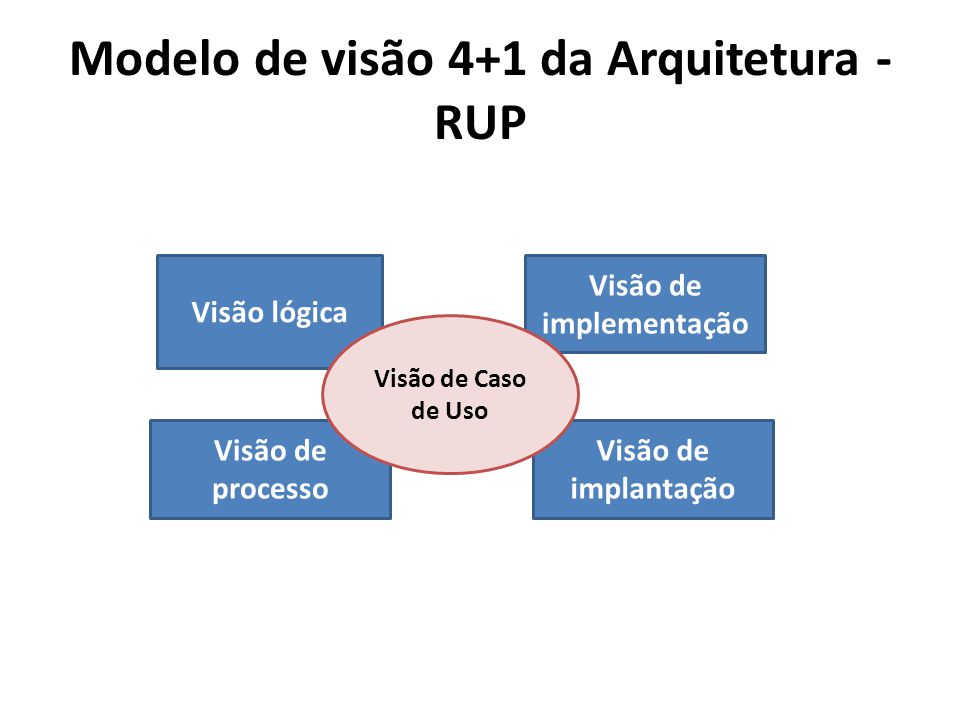 Modelo de visão 4+1 da Arquitetura -
RUP
Visão lógica
Visão de
implementação
Visão de Caso
de Uso
Visão de
processo
Visão de
implantação